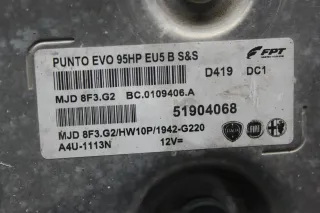 PUNTO EVO 95HP EU5 B S&S
FPT
D419 DC1
MJD 8F3.G2 BC.0109406.A
51904068
MJD 8F3.G2/HW10P/1942-G220
A4U-1113N 12V=